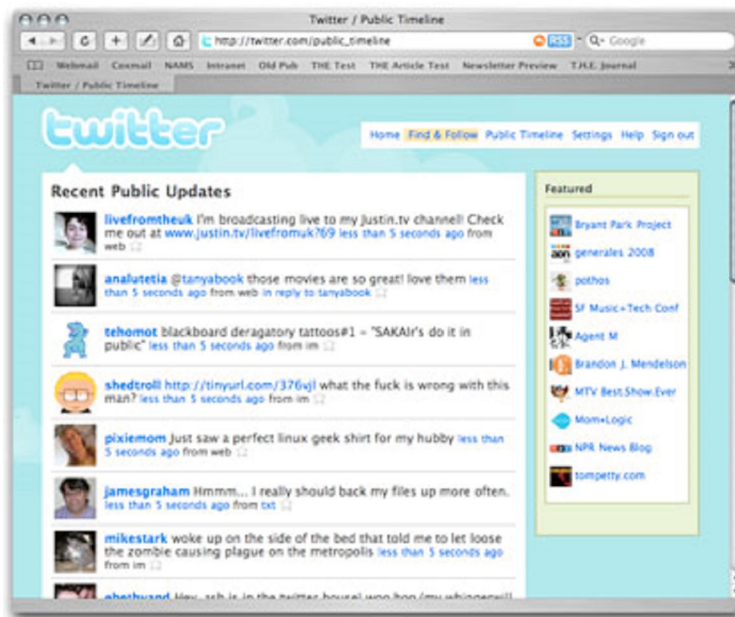 Twitter / Public Timeline
http://twitter.com/public_timeline
RSS
Google
Webmail Coxmail NAMS Intranet Old Pub THE Test THE Article Test Newsletter Preview T.H.E. Journal
Twitter / Public Timeline
twitter
Home Find & Follow Public Timeline Settings Help Sign out
Recent Public Updates
livefromtheuk I'm broadcasting live to my Justin.tv channel! Check
me out at www.justin.tv/livefromuk?69 less than 5 seconds ago from
web
analutetia @tanyabook those movies are so great! love them less
than 5 seconds ago from web in reply to tanyabook
tehomot blackboard deragatory tattoos#1 - "SAKAIr's do it in
public" less than 5 seconds ago from im
shedtroll http://tinyurl.com/376vjl what the fuck is wrong with this
man? less than 5 seconds ago from im
pixiemom Just saw a perfect linux geek shirt for my hubby less than
5 seconds ago from web
jamesgraham Hmmm... I really should back my files up more often.
less than 5 seconds ago from txt
mikestark woke up on the side of the bed that told me to let loose
the zombie causing plague on the metropolis less than 5 seconds ago
from im
Hey, ssh is in the twitter house! woo hoo (my
Featured
Bryant Park Project
generales 2008
pothos
SF Music+Tech Conf
Agent M
Brandon J. Mendelson
MTV Best.Show.Ever
Mom•Logic
NPR News Blog
tompetty.com